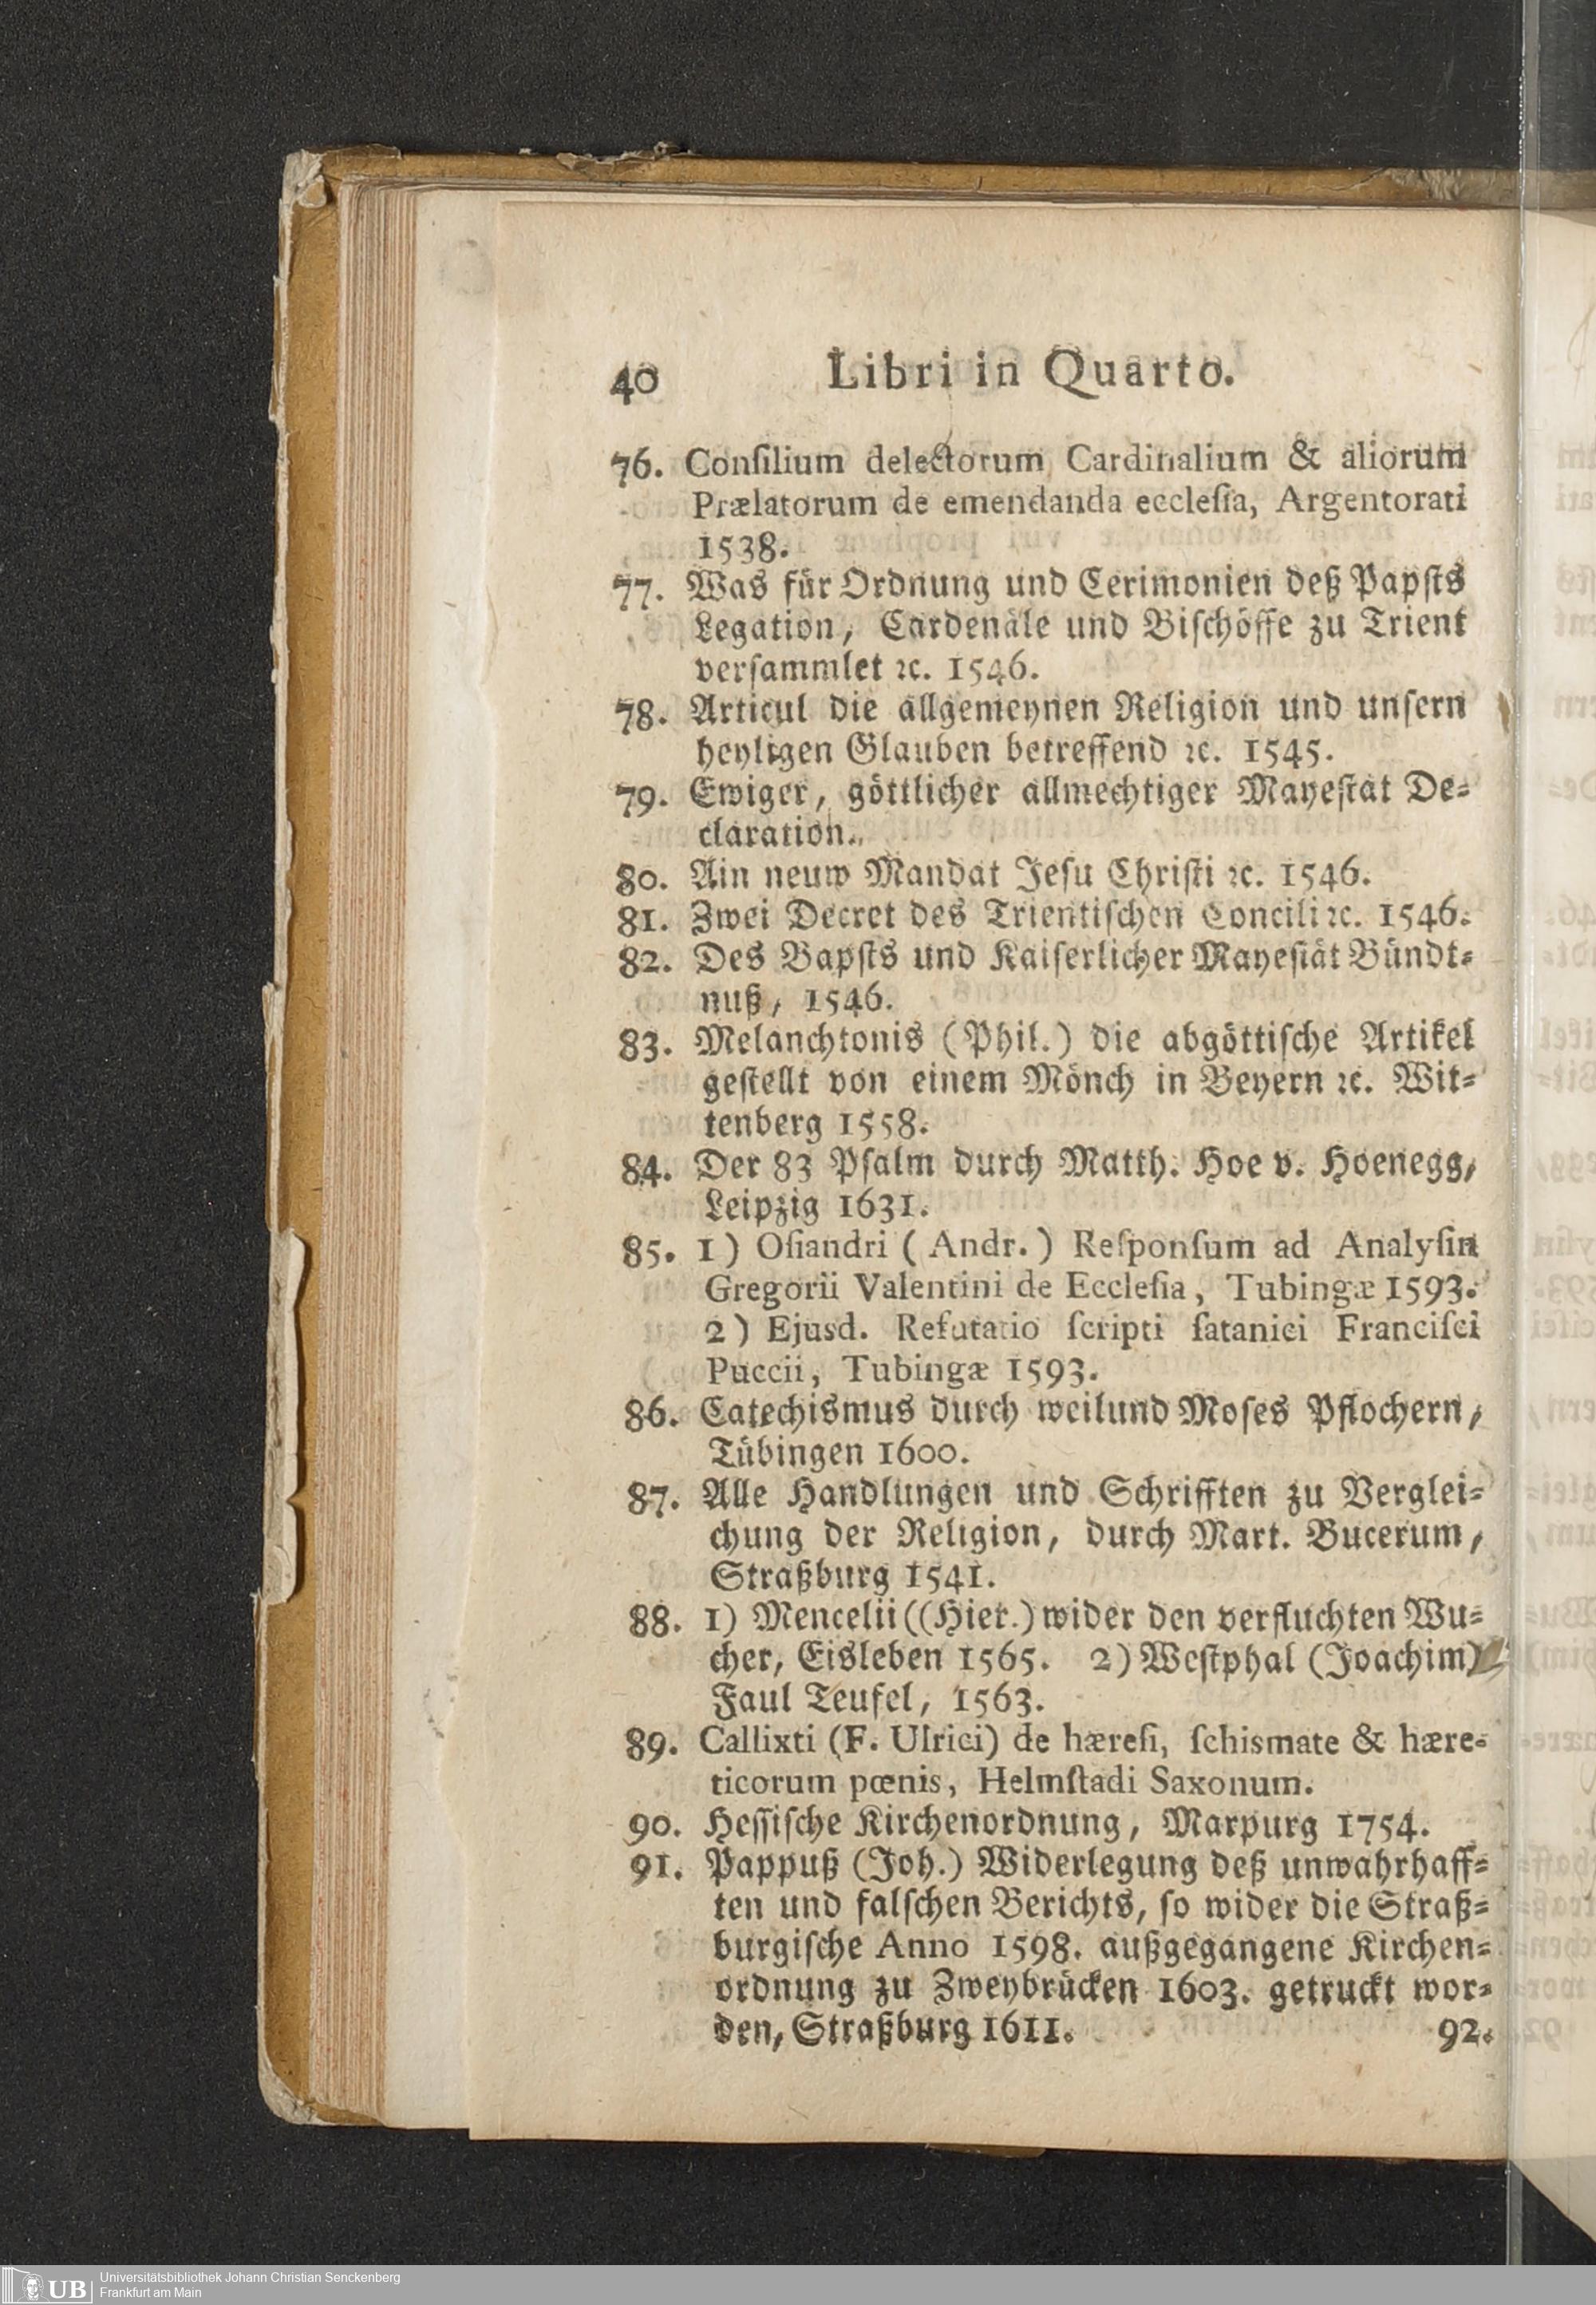 40 Libri in Quarto.
76. Conſilium delectorum Cardinalium & aliorum
Prælatorum de emendanda eccleſia, Argentorati
1538.
77. Was für Ordnung und Cerimonien deß Papſts
Legation, Cardenäle und Biſchöffe zu Trient
verſammlet ꝛc. 1546.
78. Articul die allgemeynen Religion und unſern
heyligen Glauben betreffend ꝛc. 1545.
79. Ewiger, göttlicher allmechtiger Mayeſtat De⸗
claration.
80. Ain neuw Mandat Jeſu Chriſti ꝛc. 1546.
81. Zwei Decret des Trientiſchen Concili ꝛc. 1546.
82. Des Bapſts und Kaiſerlicher Mayeſtät Bündt⸗
nuß, 1546.
83. Melanchtonis (Phil.) die abgöttiſche Artikel
geſtellt von einem Mönch in Beyern ꝛc. Wit⸗
tenberg 1558.
84. Der 83 Pſalm durch Matth. Hoe v. Hoenegg,
Leipzig 1631.
85. 1) Oſiandri (Andr.) Reſponſum ad Analyſin
Gregorii Valentini de Eccleſia, Tubingæ 1593.
2) Ejusd. Refutatio ſcripti ſatanici Franciſci
Puccii, Tubingæ 1593.
86. Catechismus durch weilund Moſes Pflochern,
Tübingen 1600.
87. Alle Handlungen und Schrifften zu Verglei⸗
chung der Religion, durch Mart. Bucerum,
Straßburg 1541.
88. 1) Mencelii ((Hier.) wider den verfluchten Wu⸗
cher, Eisleben 1565. 2) Weſtphal (Joachim)
Faul Teufel, 1563.
89. Callixti (F. Ulrici) de hæreſi, ſchismate & hære-
ticorum pœnis, Helmſtadi Saxonum.
90. Heſſiſche Kirchenordnung, Marpurg 1754.
91. Pappuß (Joh.) Widerlegung deß unwahrhaff⸗
ten und falſchen Berichts, ſo wider die Straß⸗
burgiſche Anno 1598. außgegangene Kirchen⸗
ordnung zu Zweybrücken 1603. getruckt wor⸗
den, Straßburg 1611.
92.
UB Universitätsbibliothek Johann Christian Senckenberg
Frankfurt am Main